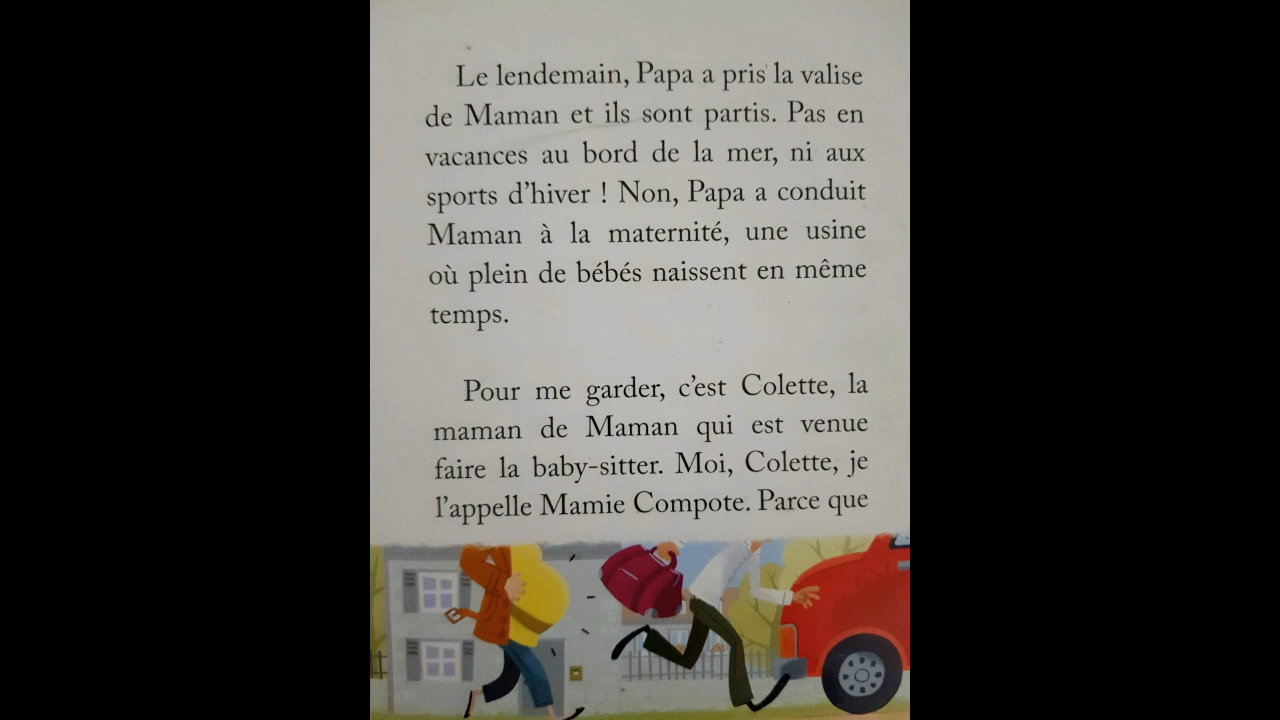 Le lendemain, Papa a pris la valise
de Maman et ils sont partis. Pas en
vacances au bord de la mer, ni aux
sports d’hiver ! Non, Papa a conduit
Maman à la maternité, une usine
où plein de bébés naissent en même
temps.
Pour me garder, c’est Colette, la
maman de Maman qui est venue
faire la baby-sitter. Moi, Colette, je
l’appelle Mamie Compote. Parce que